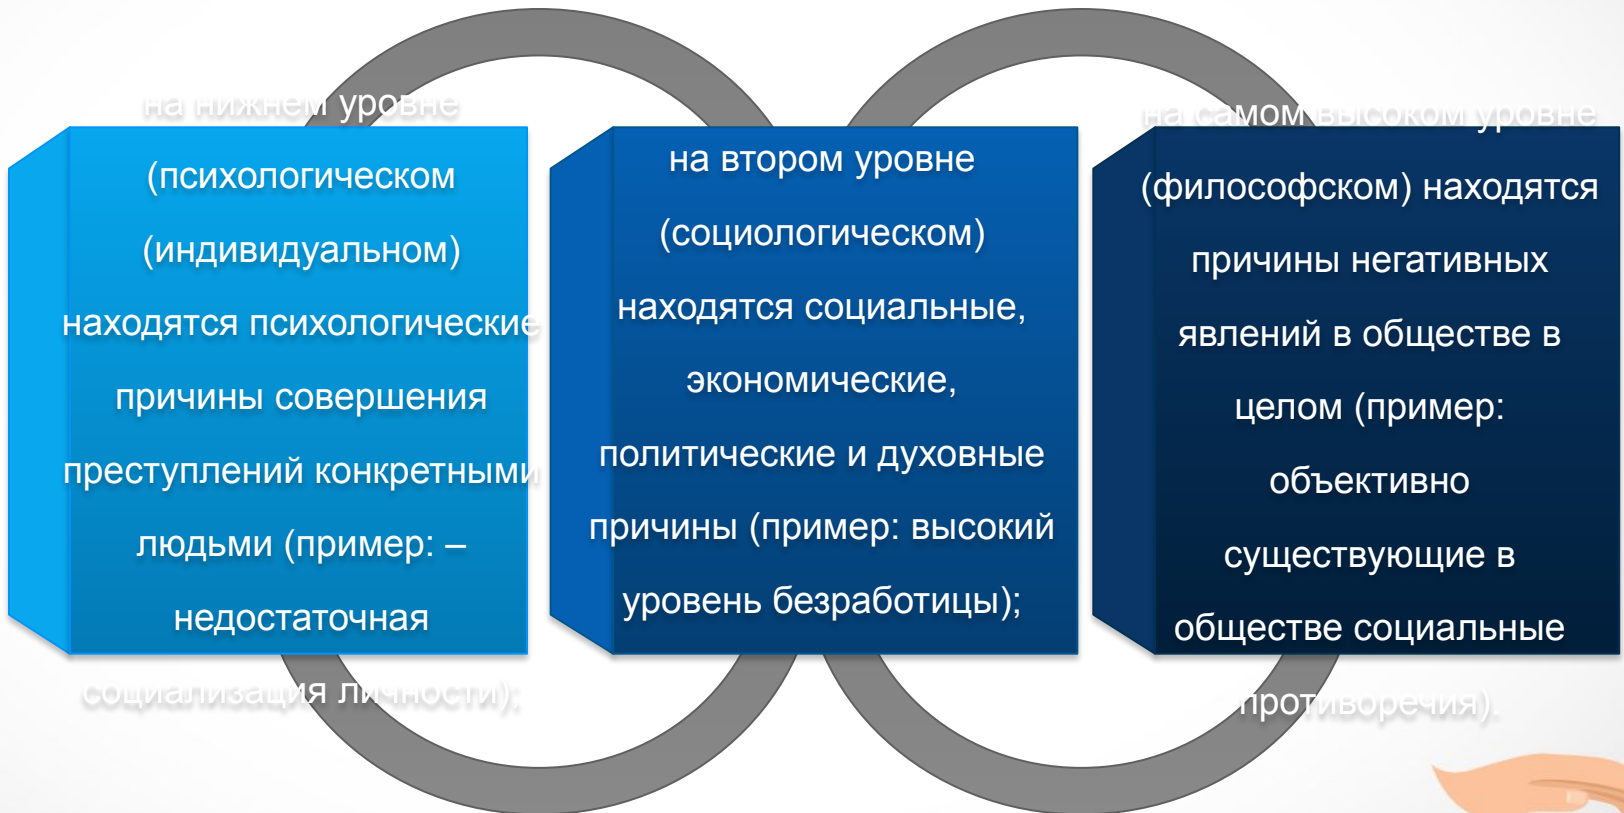 на нижнем уровне
(психологическом
(индивидуальном)
находятся психологические
причины совершения
преступлений конкретными
людьми (пример: –
недостаточная
социализация личности);
на втором уровне
(социологическом)
находятся социальные,
экономические,
политические и духовные
причины (пример: высокий
уровень безработицы);
на самом высоком уровне
(философском) находятся
причины негативных
явлений в обществе в
целом (пример:
объективно
существующие в
обществе социальные
противоречия).